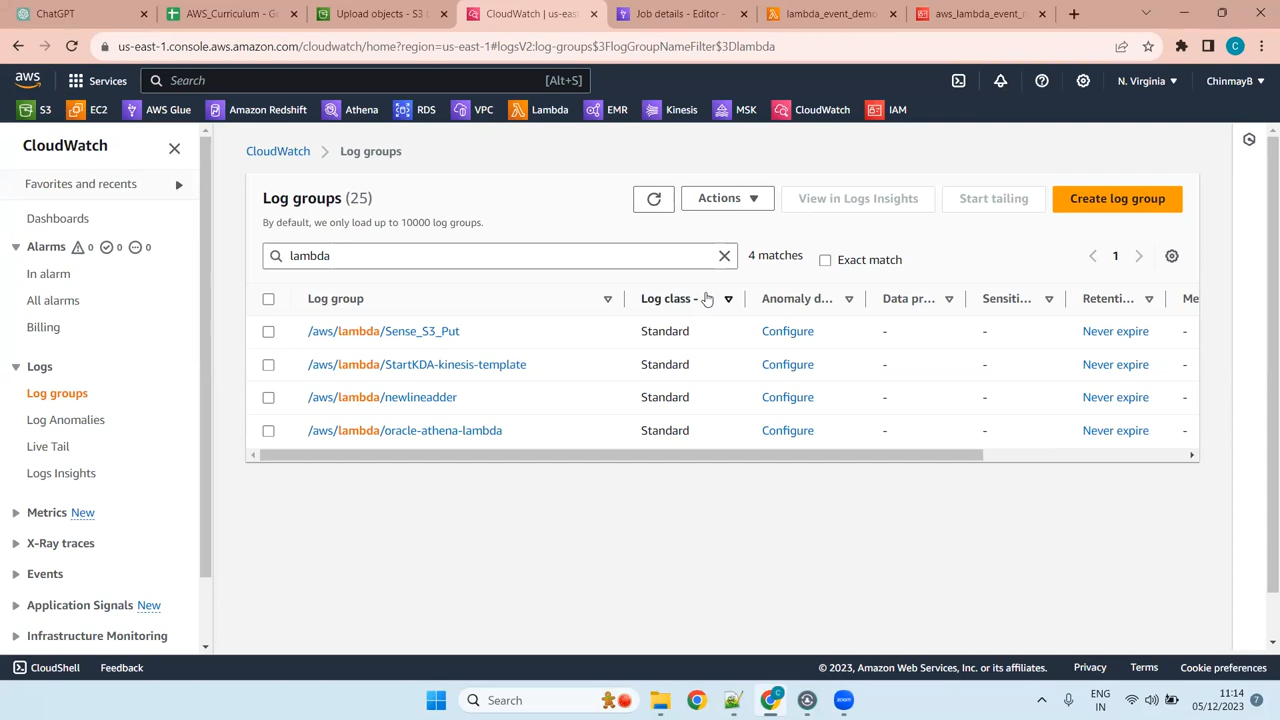 ChatGPT
AWS_Curriculum - G
Upload objects - S3
CloudWatch | us-east
Job details - Editor -
lambda_event_demo
aws_lambda_event_n
us-east-1.console.aws.amazon.com/cloudwatch/home?region=us-east-1#logsV2:log-groups$3FlogGroupNameFilter$3Dlambda
C
aws
Services
Search [Alt+S]
N. Virginia
ChinmayB
S3
EC2
AWS Glue
Amazon Redshift
Athena
RDS
VPC
Lambda
EMR
Kinesis
MSK
CloudWatch
IAM
CloudWatch
Favorites and recents
Dashboards
Alarms 0 0 0
In alarm
All alarms
Billing
Logs
Log groups
Log Anomalies
Live Tail
Logs Insights
Metrics New
X-Ray traces
Events
Application Signals New
Infrastructure Monitoring
CloudWatch
Log groups
Log groups (25)
By default, we only load up to 10000 log groups.
Actions
View in Logs Insights
Start tailing
Create log group
lambda
4 matches
Exact match
1
Log group Log class - Anomaly d... Data pr... Sensiti... Retenti... Me
/aws/lambda/Sense_S3_Put Standard Configure - - Never expire -
/aws/lambda/StartKDA-kinesis-template Standard Configure - - Never expire -
/aws/lambda/newlineadder Standard Configure - - Never expire -
/aws/lambda/oracle-athena-lambda Standard Configure - - Never expire -
CloudShell
Feedback
© 2023, Amazon Web Services, Inc. or its affiliates.
Privacy
Terms
Cookie preferences
Search
C
zoom
ENG
IN
11:14
05/12/2023
7